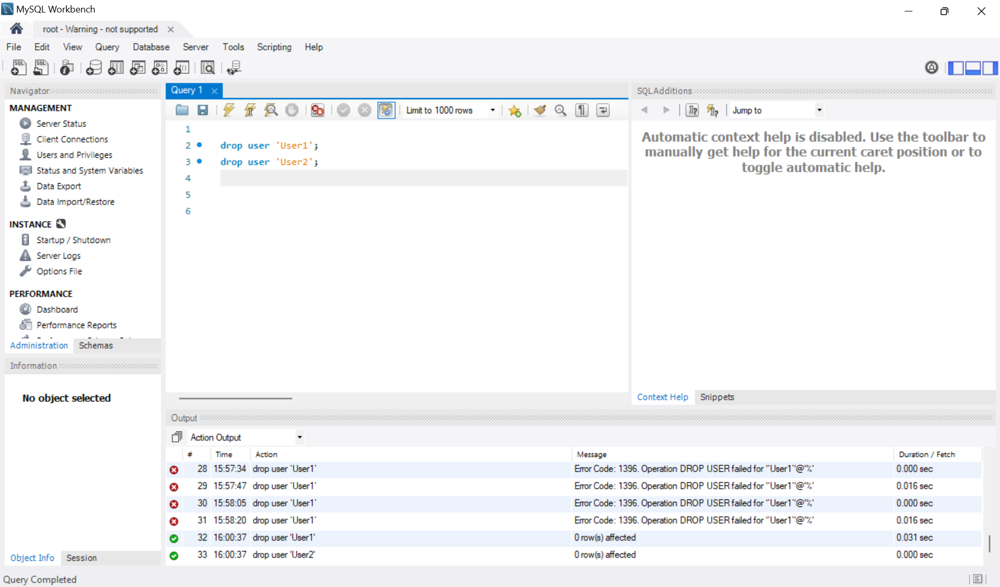 MySQL Workbench
root - Warning - not supported
File Edit View Query Database Server Tools Scripting Help
Navigator
MANAGEMENT
Server Status
Client Connections
Users and Privileges
Status and System Variables
Data Export
Data Import/Restore
INSTANCE
Startup / Shutdown
Server Logs
Options File
PERFORMANCE
Dashboard
Performance Reports
Administration Schemas
Information
No object selected
Object Info Session
Query 1
Limit to 1000 rows
1
2 drop user 'User1';
3 drop user 'User2';
4
5
6
SQLAdditions
Jump to
Automatic context help is disabled. Use the toolbar to
manually get help for the current caret position or to
toggle automatic help.
Context Help Snippets
Output
Action Output
# Time Action Message Duration / Fetch
28 15:57:34 drop user ‘User1’ Error Code: 1396. Operation DROP USER failed for '‘User1’'@'%' 0.000 sec
29 15:57:47 drop user ‘User1’ Error Code: 1396. Operation DROP USER failed for '‘User1’'@'%' 0.016 sec
30 15:58:05 drop user ‘User1’ Error Code: 1396. Operation DROP USER failed for '‘User1’'@'%' 0.000 sec
31 15:58:20 drop user ‘User1’ Error Code: 1396. Operation DROP USER failed for '‘User1’'@'%' 0.016 sec
32 16:00:37 drop user 'User1' 0 row(s) affected 0.031 sec
33 16:00:37 drop user 'User2' 0 row(s) affected 0.000 sec
Query Completed